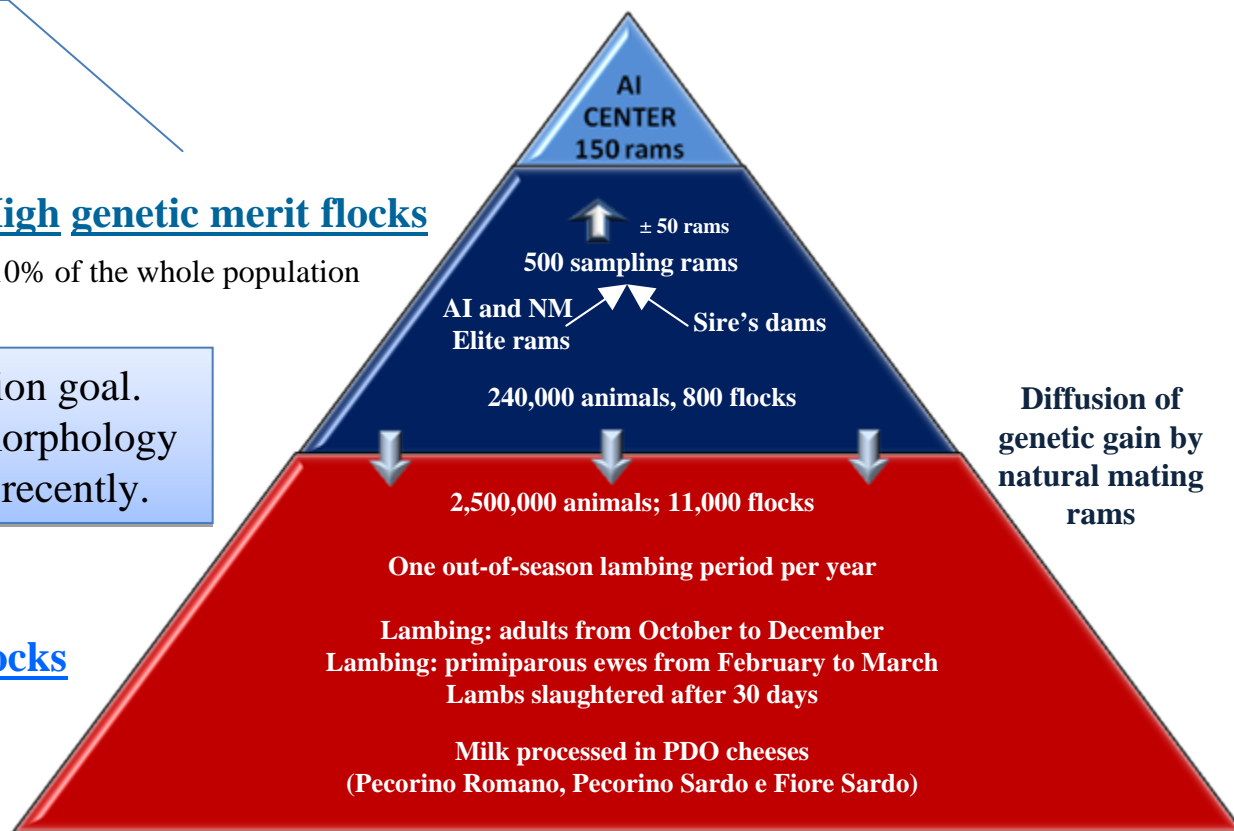 AI
CENTER
150 rams
High genetic merit flocks
0% of the whole population
± 50 rams
500 sampling rams
AI and NM
Elite rams
Sire's dams
240,000 animals, 800 flocks
ion goal.
morphology
recently.
Diffusion of
genetic gain by
natural mating
rams
2,500,000 animals; 11,000 flocks
One out-of-season lambing period per year
Lambing: adults from October to December
Lambing: primiparous ewes from February to March
Lambs slaughtered after 30 days
ocks
Milk processed in PDO cheeses
(Pecorino Romano, Pecorino Sardo e Fiore Sardo)